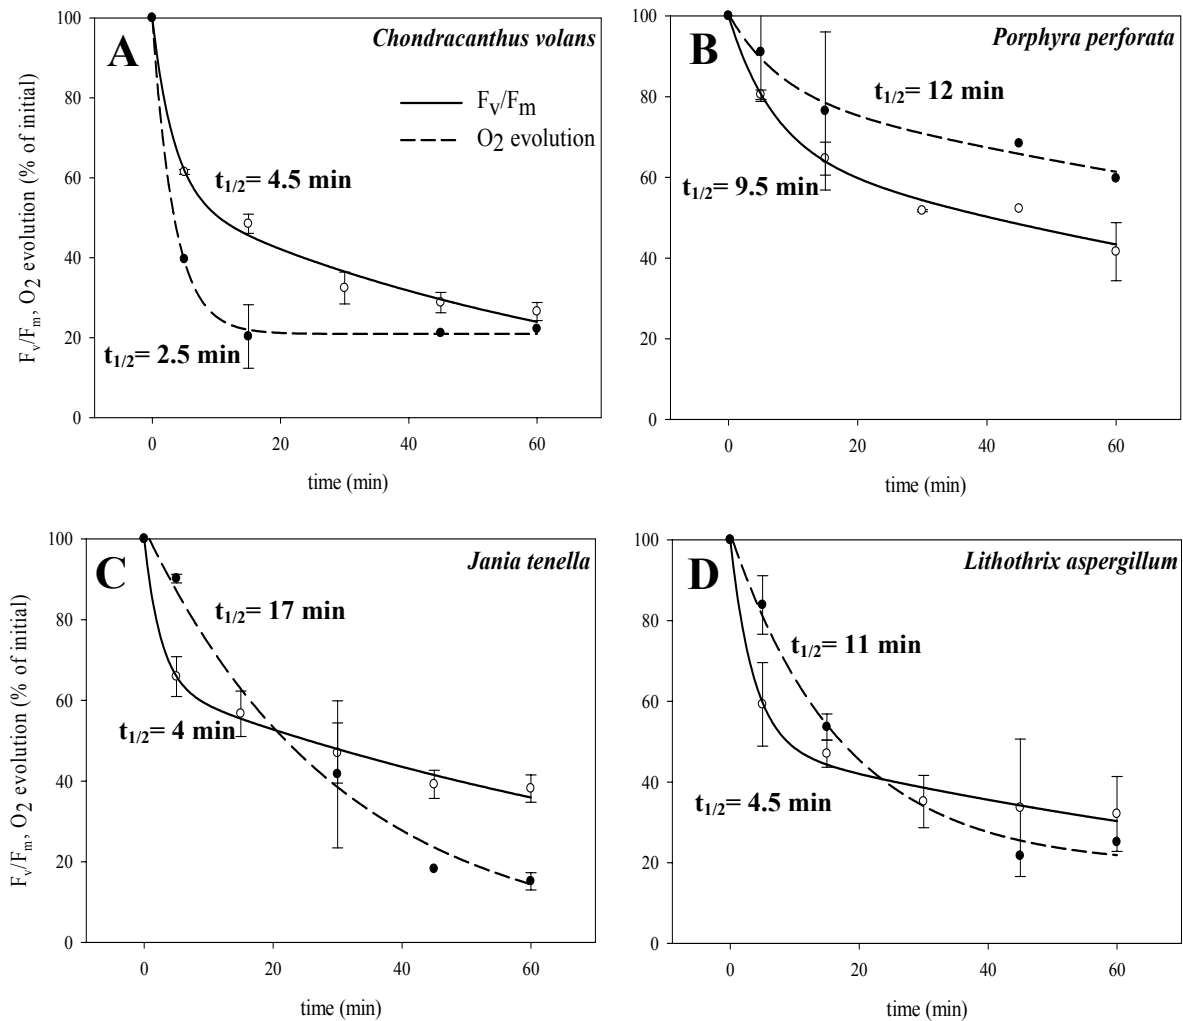 A
Chondracanthus volans
Fv/Fm
O2 evolution
t1/2= 4.5 min
t1/2= 2.5 min
Fv/Fm, O2 evolution (% of initial)
100
80
60
40
20
0
0 20 40 60
time (min)
B
Porphyra perforata
t1/2= 12 min
t1/2= 9.5 min
100
80
60
40
20
0
0 20 40 60
time (min)
C
Jania tenella
t1/2= 17 min
t1/2= 4 min
Fv/Fm, O2 evolution (% of initial)
100
80
60
40
20
0
0 20 40 60
time (min)
D
Lithothrix aspergillum
t1/2= 11 min
t1/2= 4.5 min
100
80
60
40
20
0
0 20 40 60
time (min)